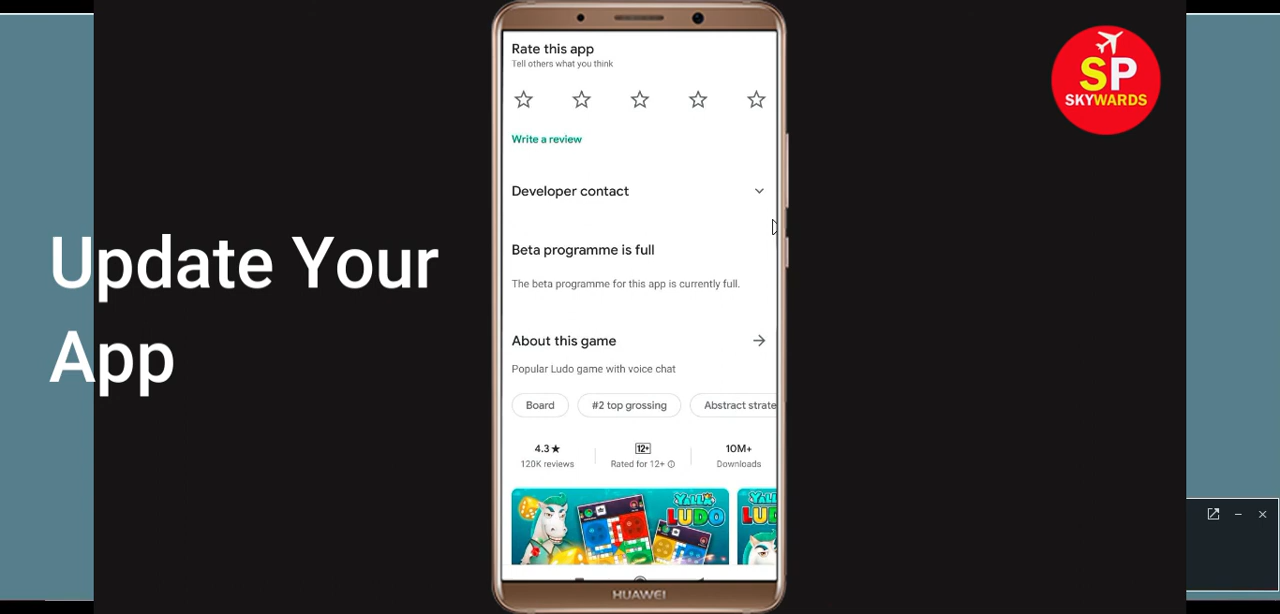 Rate this app
Tell others what you think
Write a review
Developer contact
Beta programme is full
The beta programme for this app is currently full.
About this game
Popular Ludo game with voice chat
Board
#2 top grossing
Abstract strate
4.3★
12+
10M+
120K reviews
Rated for 12+
Downloads
YALLA
LUDO
YALL
LUD
HUAWEI
Update Your
App
SP
SKYWARDS